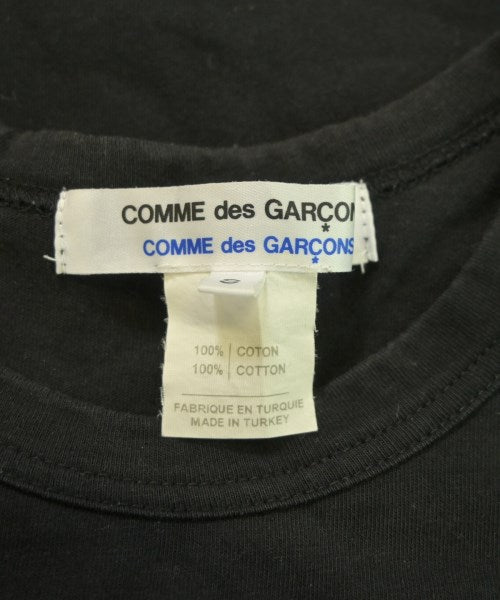 COMME des GARÇON
COMME des GARÇONS
100% COTON
100% COTTON
FABRIQUE EN TURQUIE
MADE IN TURKEY